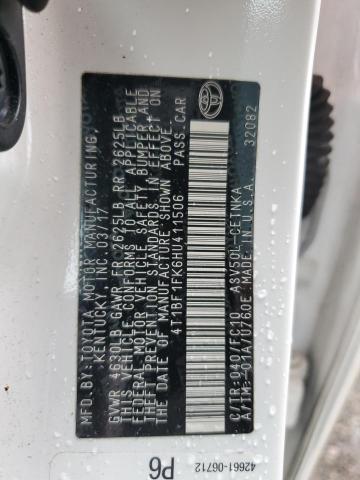 MFD.BY:TOYOTA MOTOR MANUFACTURING,
KENTUCKY, INC. 03/17
GVWR 4630LB GAWR FR 2625LB RR 2625LB
THIS VEHICLE CONFORMS TO ALL APPLICABLE
FEDERAL MOTOR VEHICLE SAFETY, BUMPER, AND
THEFT PREVENTION STANDARDS IN EFFECT ON
THE DATE OF MANUFACTURE SHOWN ABOVE.
4T1BF1FK6HU411506 PASS.CAR
C/TR:040/FC10 ASV50L-CETNKA
A/TM:-01A/U760E MADE IN U.S.A. 32082
42661-06712
P6